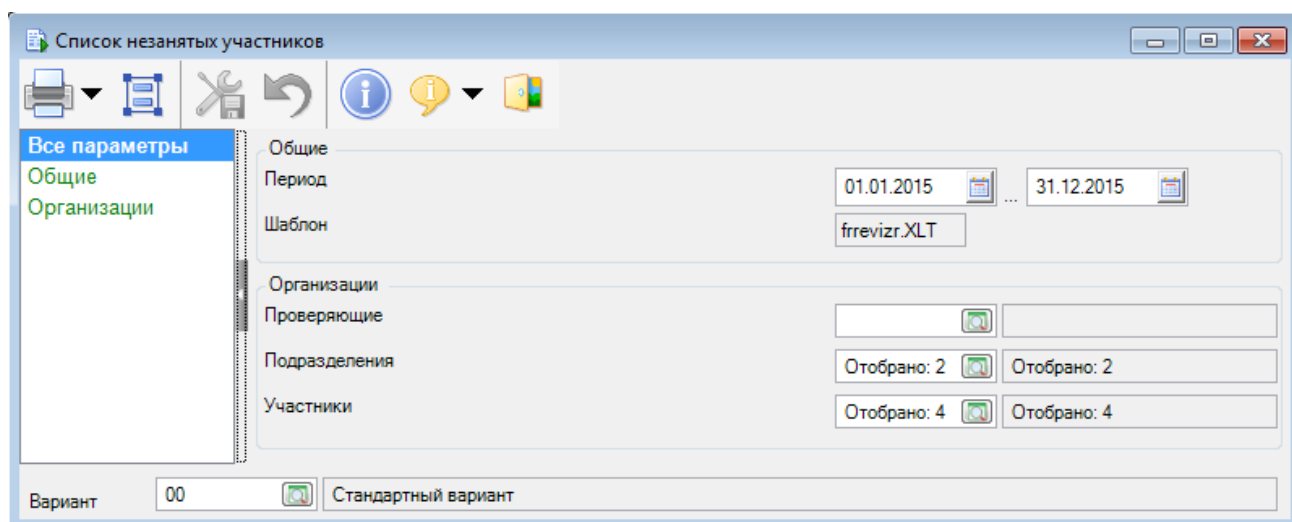 Список незанятых участников
Все параметры
Общие
Организации
Общие
Период 01.01.2015 ... 31.12.2015
Шаблон frrevizr.XLT
Организации
Проверяющие
Подразделения Отобрано: 2 Отобрано: 2
Участники Отобрано: 4 Отобрано: 4
Вариант 00 Стандартный вариант